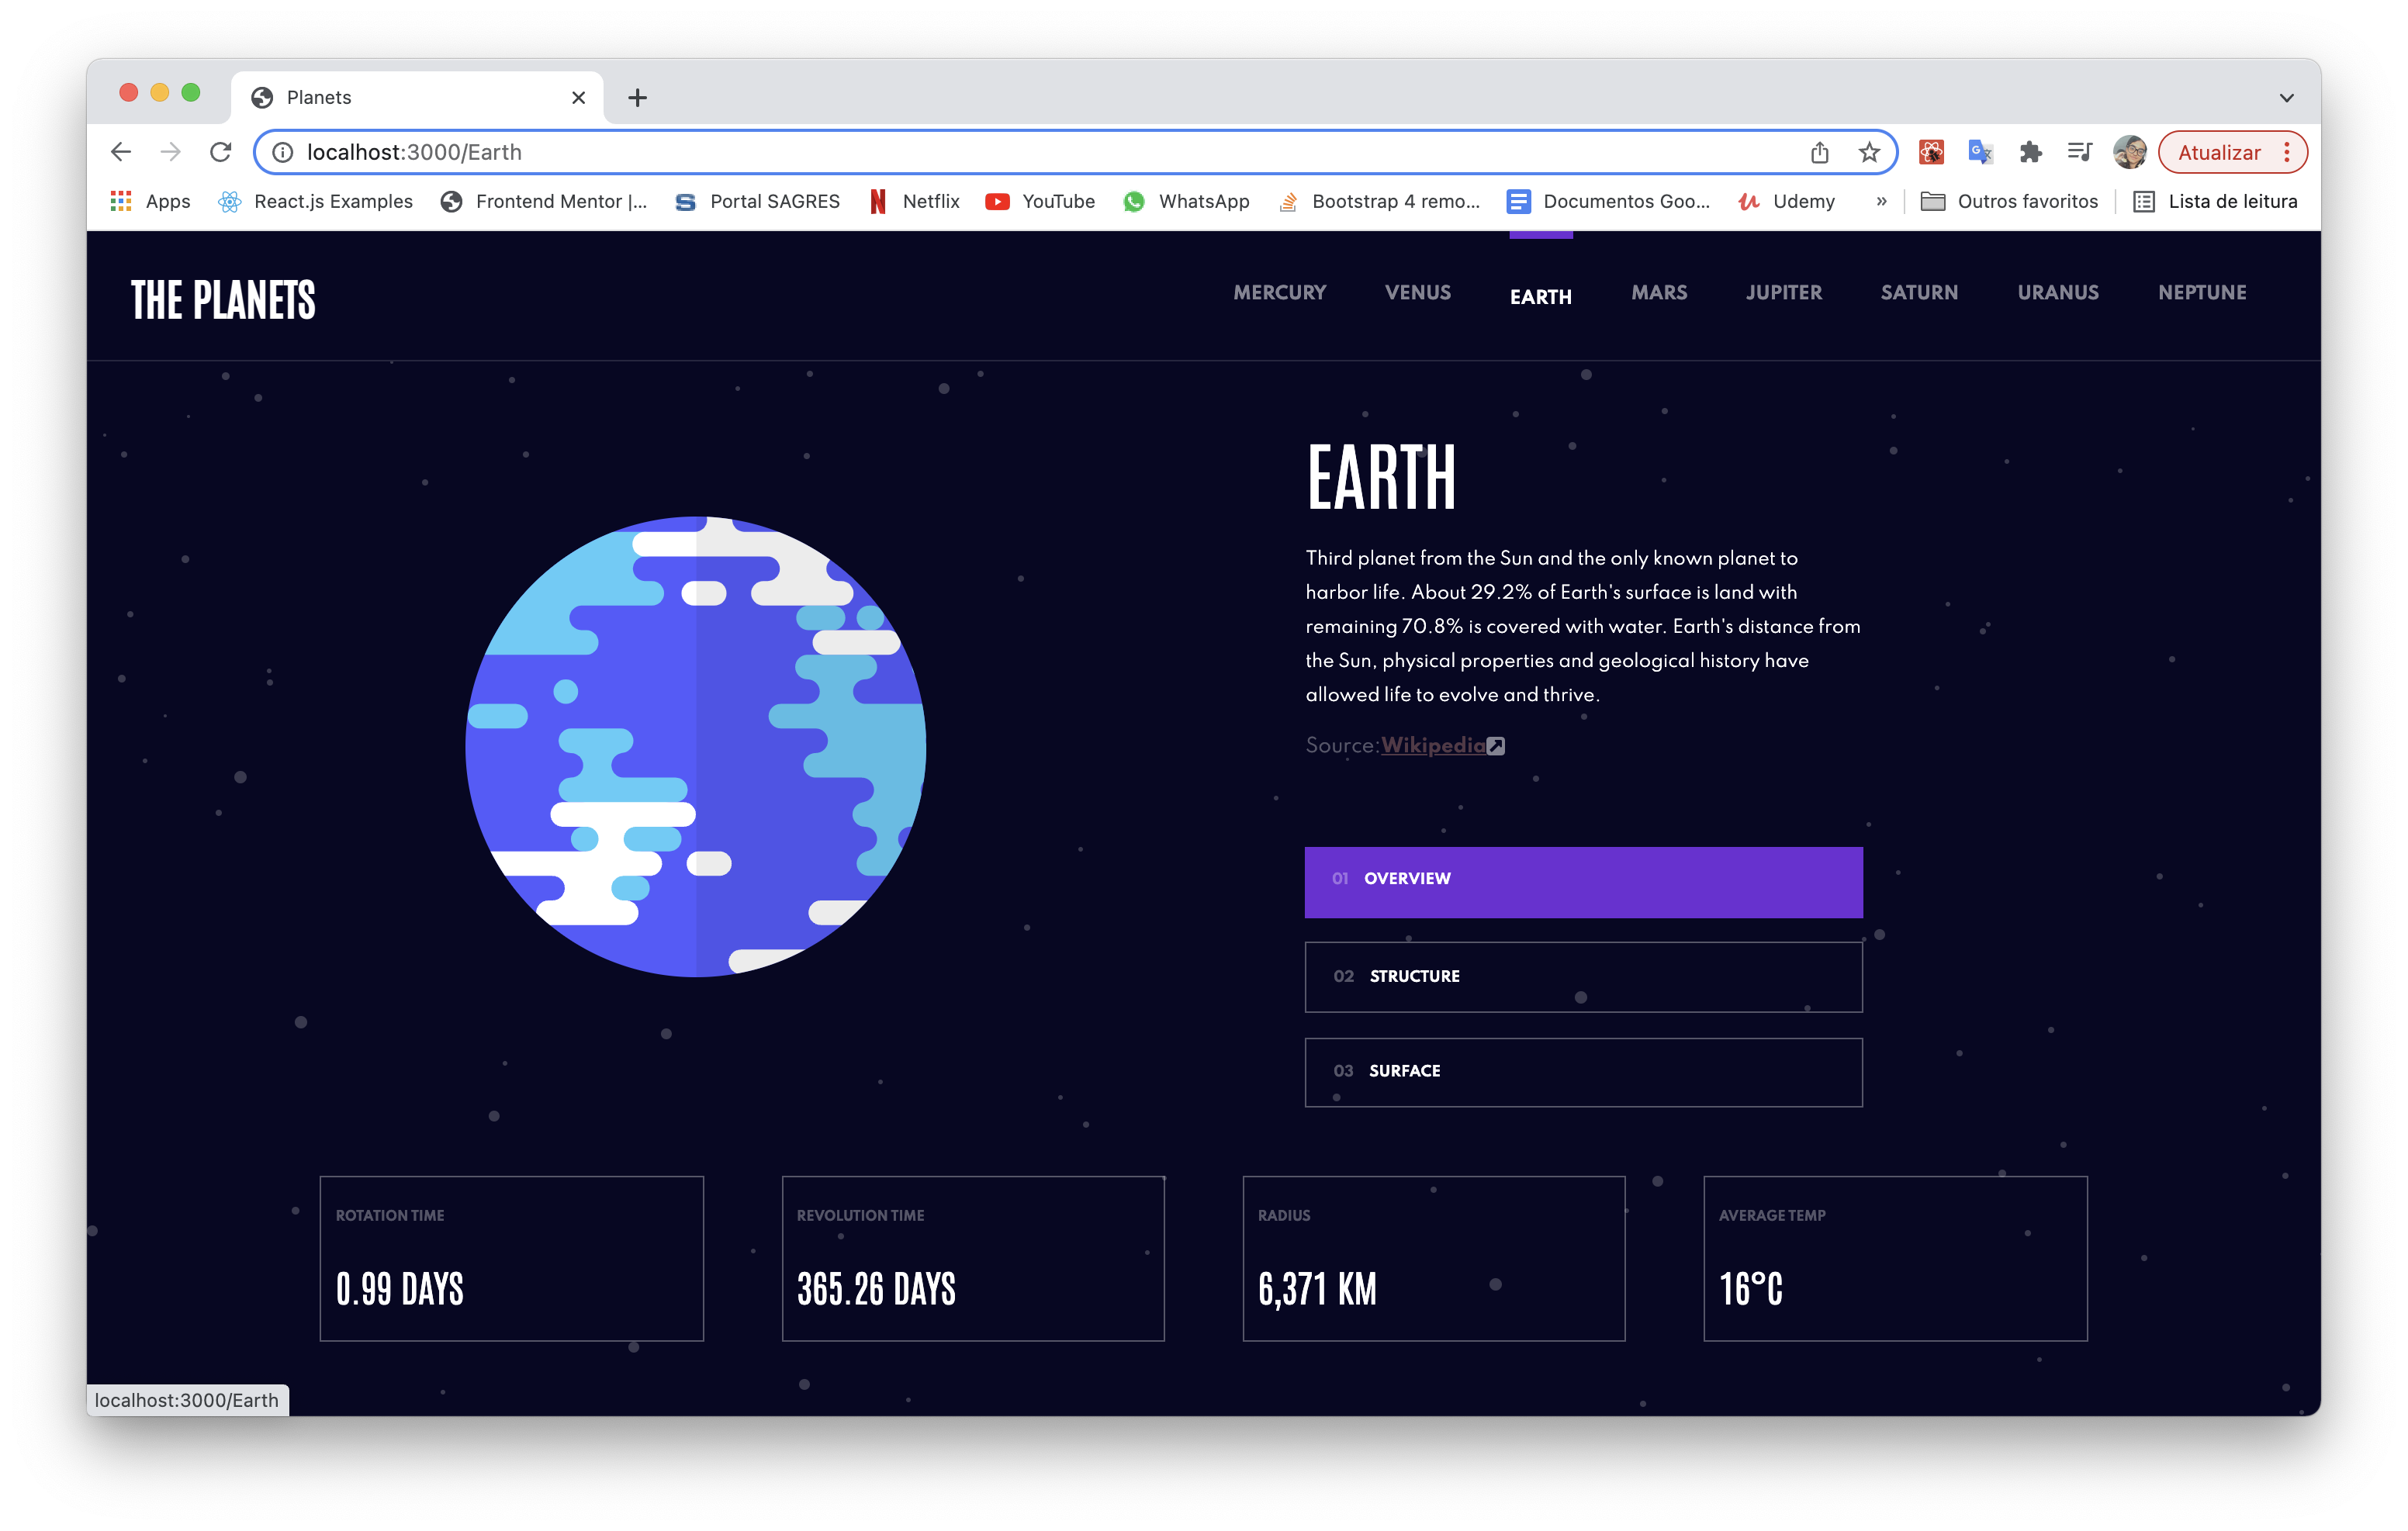 Planets
localhost:3000/Earth
Atualizar
Apps React.js Examples Frontend Mentor |... Portal SAGRES Netflix YouTube WhatsApp Bootstrap 4 remo... Documentos Goo... Udemy » Outros favoritos Lista de leitura
THE PLANETS
MERCURY VENUS EARTH MARS JUPITER SATURN URANUS NEPTUNE
EARTH
Third planet from the Sun and the only known planet to
harbor life. About 29.2% of Earth's surface is land with
remaining 70.8% is covered with water. Earth's distance from
the Sun, physical properties and geological history have
allowed life to evolve and thrive.
Source:Wikipedia
01 OVERVIEW
02 STRUCTURE
03 SURFACE
ROTATION TIME
0.99 DAYS
REVOLUTION TIME
365.26 DAYS
RADIUS
6,371 KM
AVERAGE TEMP
16°C
localhost:3000/Earth